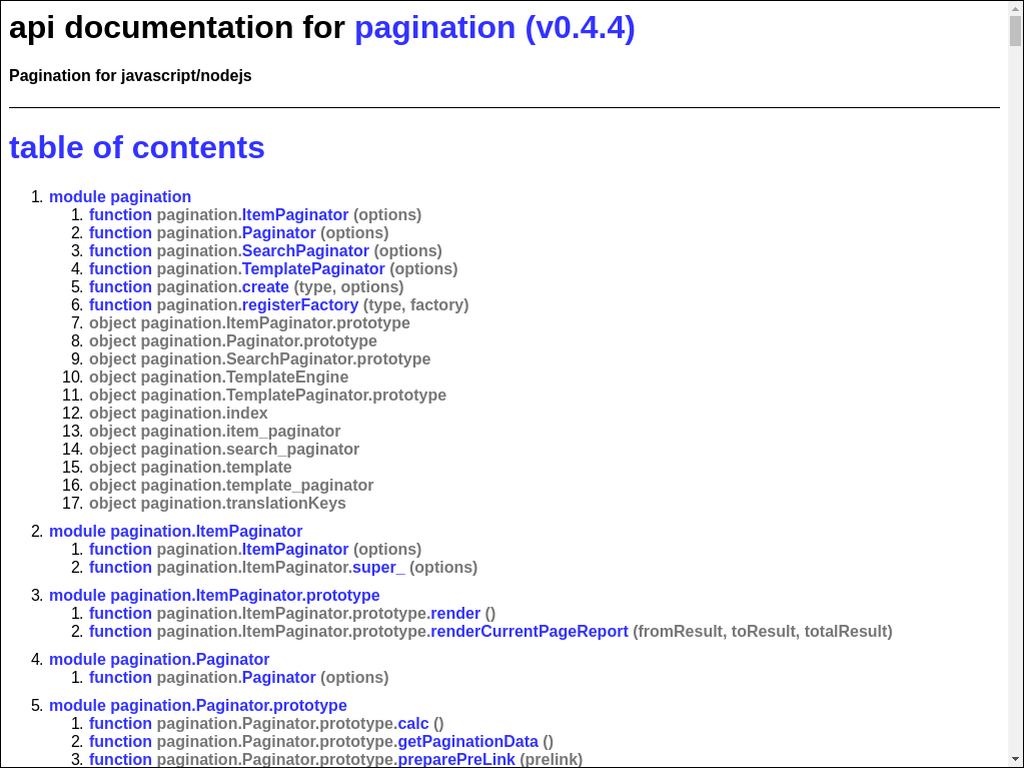 api documentation for pagination (v0.4.4)
Pagination for javascript/nodejs
table of contents
1. module pagination
1. function pagination.ItemPaginator (options)
2. function pagination.Paginator (options)
3. function pagination.SearchPaginator (options)
4. function pagination.TemplatePaginator (options)
5. function pagination.create (type, options)
6. function pagination.registerFactory (type, factory)
7. object pagination.ItemPaginator.prototype
8. object pagination.Paginator.prototype
9. object pagination.SearchPaginator.prototype
10. object pagination.TemplateEngine
11. object pagination.TemplatePaginator.prototype
12. object pagination.index
13. object pagination.item_paginator
14. object pagination.search_paginator
15. object pagination.template
16. object pagination.template_paginator
17. object pagination.translationKeys
2. module pagination.ItemPaginator
1. function pagination.ItemPaginator (options)
2. function pagination.ItemPaginator.super_ (options)
3. module pagination.ItemPaginator.prototype
1. function pagination.ItemPaginator.prototype.render ()
2. function pagination.ItemPaginator.prototype.renderCurrentPageReport (fromResult, toResult, totalResult)
4. module pagination.Paginator
1. function pagination.Paginator (options)
5. module pagination.Paginator.prototype
1. function pagination.Paginator.prototype.calc ()
2. function pagination.Paginator.prototype.getPaginationData ()
3. function pagination.Paginator.prototype.preparePreLink (prelink)